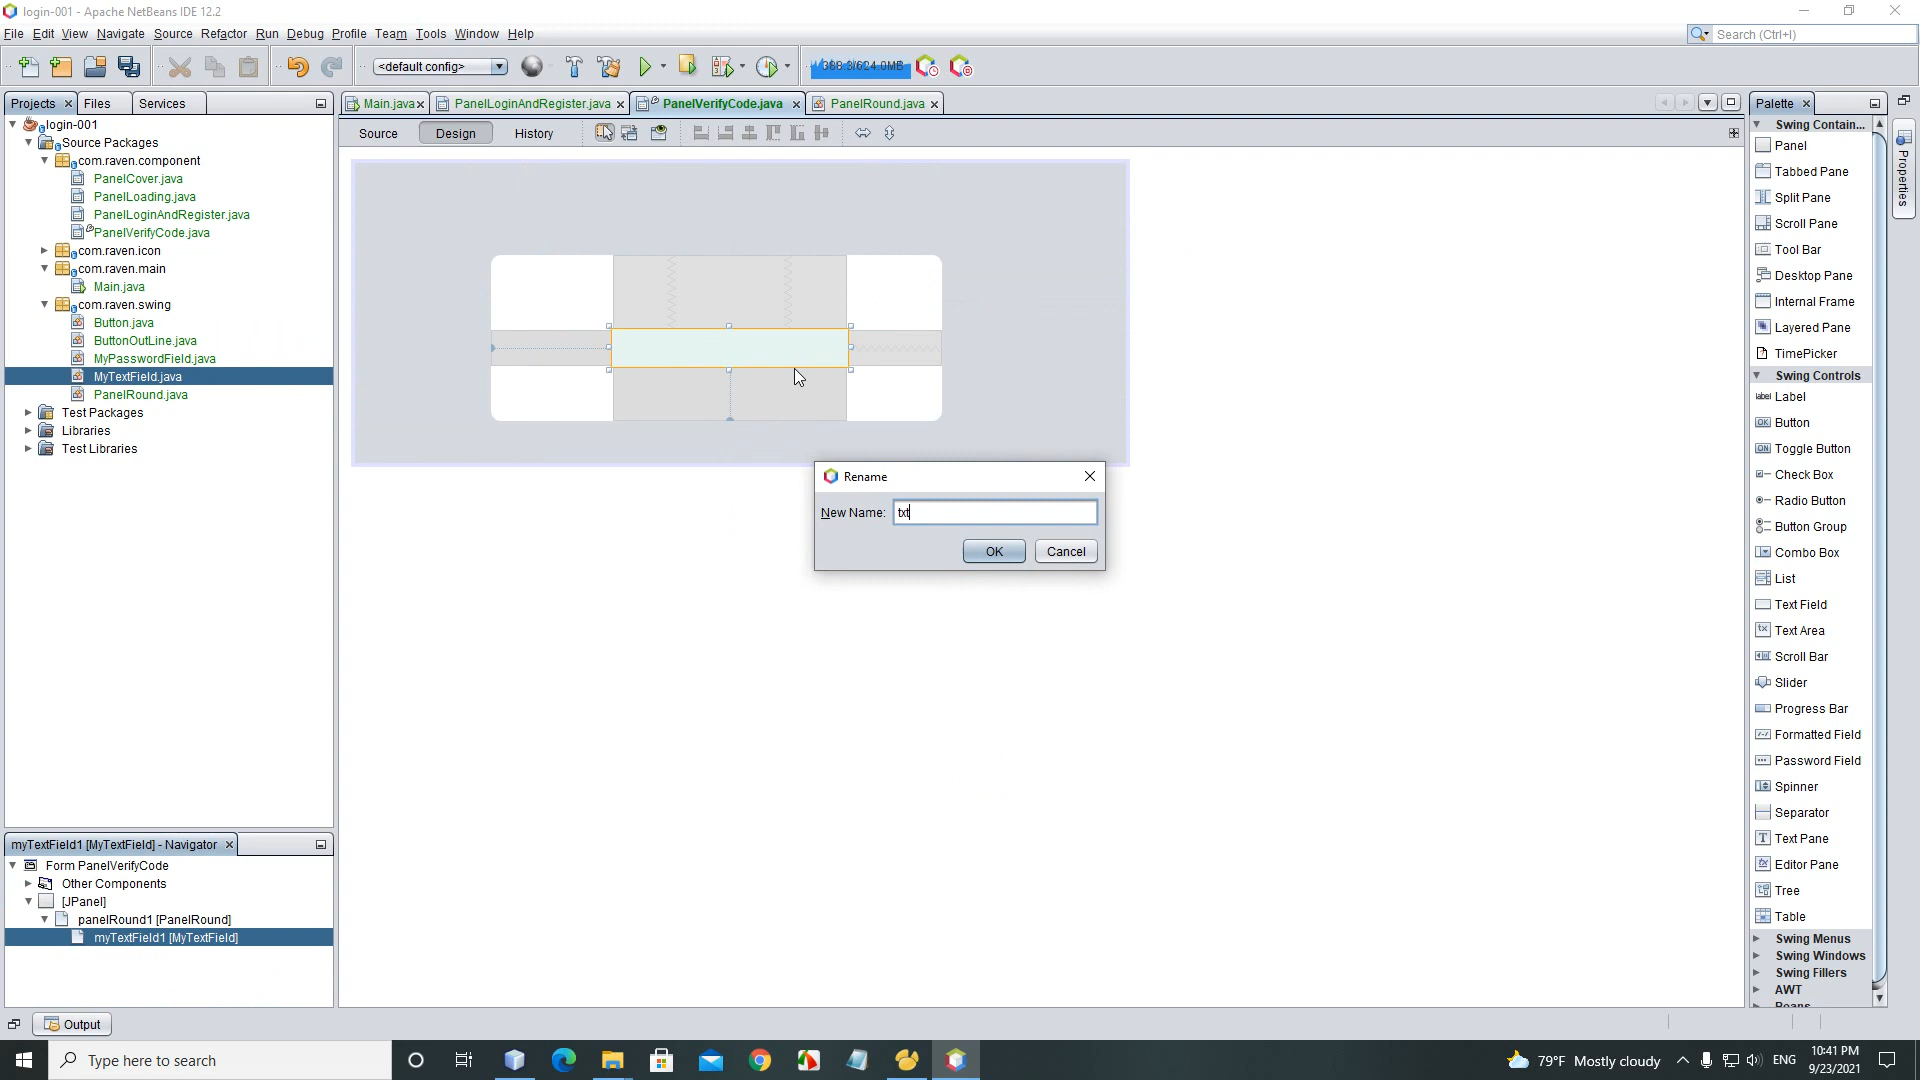 login-001 - Apache NetBeans IDE 12.2
File Edit View Navigate Source Refactor Run Debug Profile Team Tools Window Help
Search (Ctrl+I)
<default config>
Projects Files Services
Main.java PanelLoginAndRegister.java PanelVerifyCode.java PanelRound.java
Palette
Source Design History
Properties
login-001
Source Packages
com.raven.component
PanelCover.java
PanelLoading.java
PanelLoginAndRegister.java
PanelVerifyCode.java
com.raven.icon
com.raven.main
Main.java
com.raven.swing
Button.java
ButtonOutLine.java
MyPasswordField.java
MyTextField.java
PanelRound.java
Test Packages
Libraries
Test Libraries
Rename
New Name: txt
OK Cancel
Swing Contain...
Panel
Tabbed Pane
Split Pane
Scroll Pane
Tool Bar
Desktop Pane
Internal Frame
Layered Pane
TimePicker
Swing Controls
Label
Button
Toggle Button
Check Box
Radio Button
Button Group
Combo Box
List
Text Field
Text Area
Scroll Bar
Slider
Progress Bar
Formatted Field
Password Field
Spinner
Separator
Text Pane
Editor Pane
Tree
Table
Swing Menus
Swing Windows
Swing Fillers
AWT
myTextField1 [MyTextField] - Navigator
Form PanelVerifyCode
Other Components
[JPanel]
panelRound1 [PanelRound]
myTextField1 [MyTextField]
Output
Type here to search
79°F Mostly cloudy
ENG
10:41 PM
9/23/2021